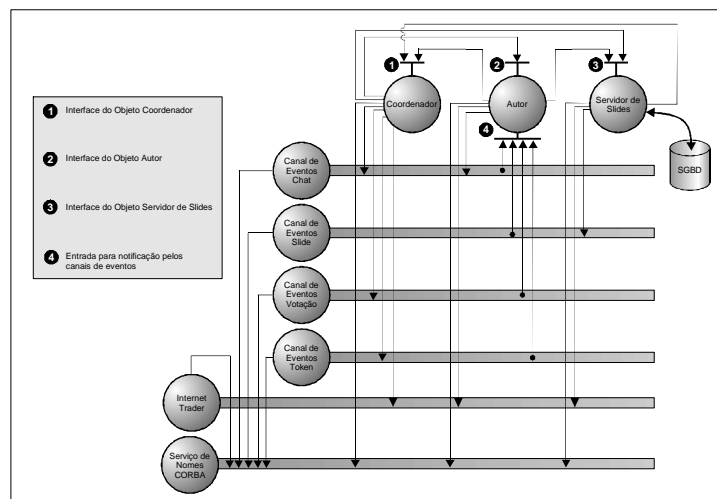 1
2
3
Coordenador
Autor
Servidor de
Slides
4
SGBD
1 Interface do Objeto Coordenador
2 Interface do Objeto Autor
3 Interface do Objeto Servidor de Slides
4 Entrada para notificação pelos
canais de eventos
Canal de
Eventos
Chat
Canal de
Eventos
Slide
Canal de
Eventos
Votação
Canal de
Eventos
Token
Internet
Trader
Serviço de
Nomes
CORBA